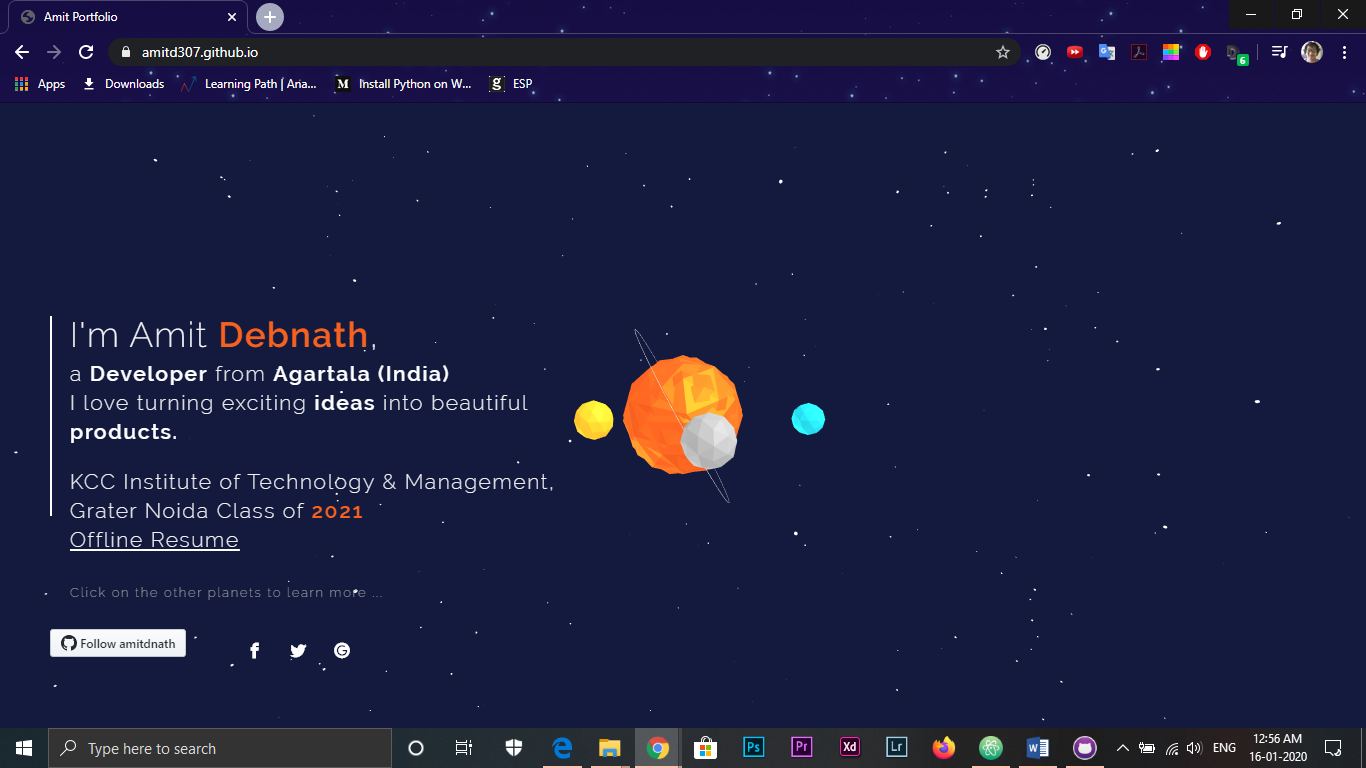 Amit Portfolio
amitd307.github.io
6
Apps
Downloads
Learning Path | Ana...
M
Install Python on W...
g
ESP
I'm Amit Debnath,
a Developer from Agartala (India)
I love turning exciting ideas into beautiful
products.
KCC Institute of Technology & Management,
Grater Noida Class of 2021
Offline Resume
Click on the other planets to learn more ...
Follow amitdnath
f
G
Type here to search
Ps
Pr
Xd
Lr
W
ENG
12:56 AM
16-01-2020